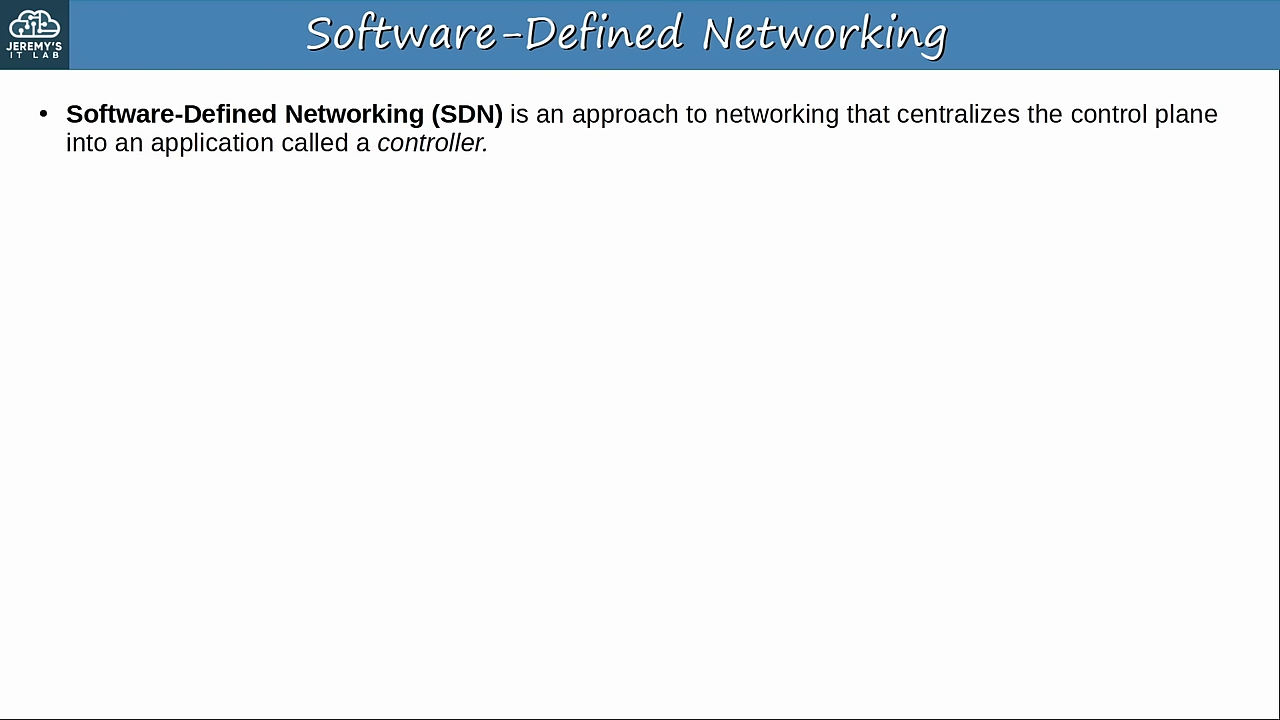 JEREMY'S
IT LAB
Software-Defined Networking
• Software-Defined Networking (SDN) is an approach to networking that centralizes the control plane
into an application called a controller.